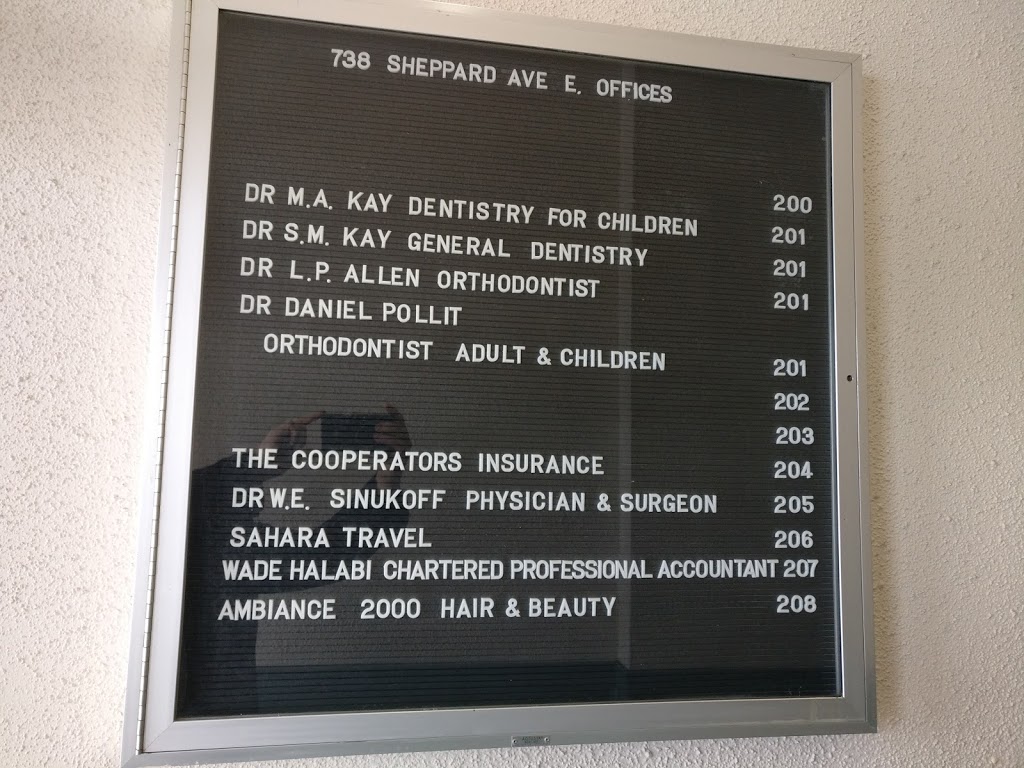 738 SHEPPARD AVE E. OFFICES
DR M.A. KAY DENTISTRY FOR CHILDREN 200
DR S.M. KAY GENERAL DENTISTRY 201
DR L.P. ALLEN ORTHODONTIST 201
DR DANIEL POLLIT 201
ORTHODONTIST ADULT & CHILDREN 201
202
203
THE COOPERATORS INSURANCE 204
DR W.E. SINUKOFF PHYSICIAN & SURGEON 205
SAHARA TRAVEL 206
WADE HALABI CHARTERED PROFESSIONAL ACCOUNTANT 207
AMBIANCE 2000 HAIR & BEAUTY 208